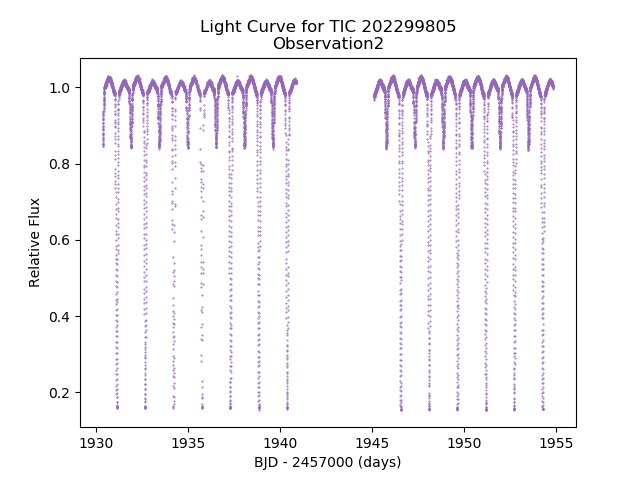 Light Curve for TIC 202299805
Observation2
1.0
0.8
0.6
0.4
0.2
Relative Flux
1930
1935
1940
1945
1950
1955
BJD - 2457000 (days)